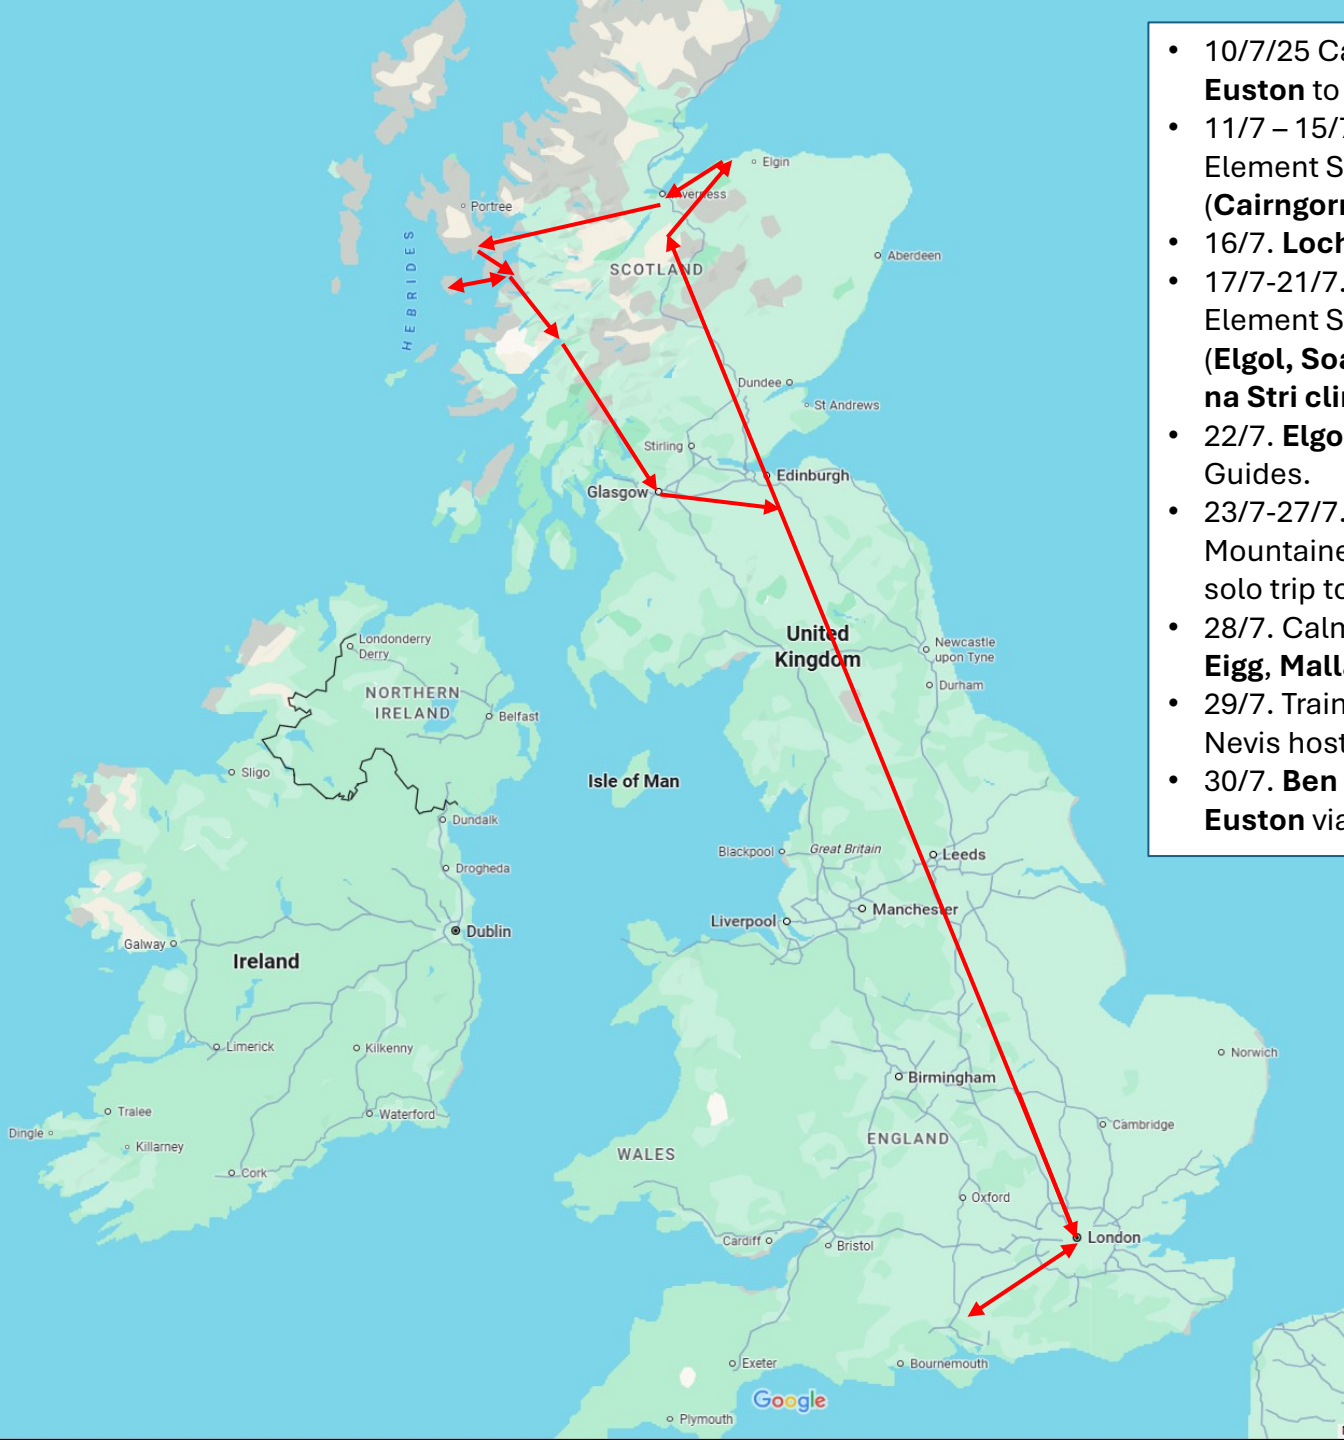 Elgin
Portree
HEBRIDES
SCOTLAND
Aberdeen
Dundee
St Andrews
Stirling
Edinburgh
Glasgow
Londonderry
Derry
NORTHERN
IRELAND
Belfast
United
Kingdom
Newcastle
upon Tyne
Durham
Sligo
Isle of Man
Dundalk
Blackpool
Great Britain
Leeds
Drogheda
Manchester
Liverpool
Dublin
Galway
Ireland
Limerick
Kilkenny
Norwich
Birmingham
Tralee
Waterford
Cambridge
Dingle
Killarney
ENGLAND
WALES
Cork
Oxford
Cardiff
Bristol
London
Exeter
Bournemouth
Google
Plymouth
• 10/7/25 Ca
Euston to
• 11/7 – 15/7
Element S
(Cairngorm
• 16/7. Loch
• 17/7-21/7.
Element S
(Elgol, Soa
na Stri cli
• 22/7. Elgo
Guides.
• 23/7-27/7.
Mountaine
solo trip to
• 28/7. Calm
Eigg, Malla
• 29/7. Train
Nevis host
• 30/7. Ben
Euston via